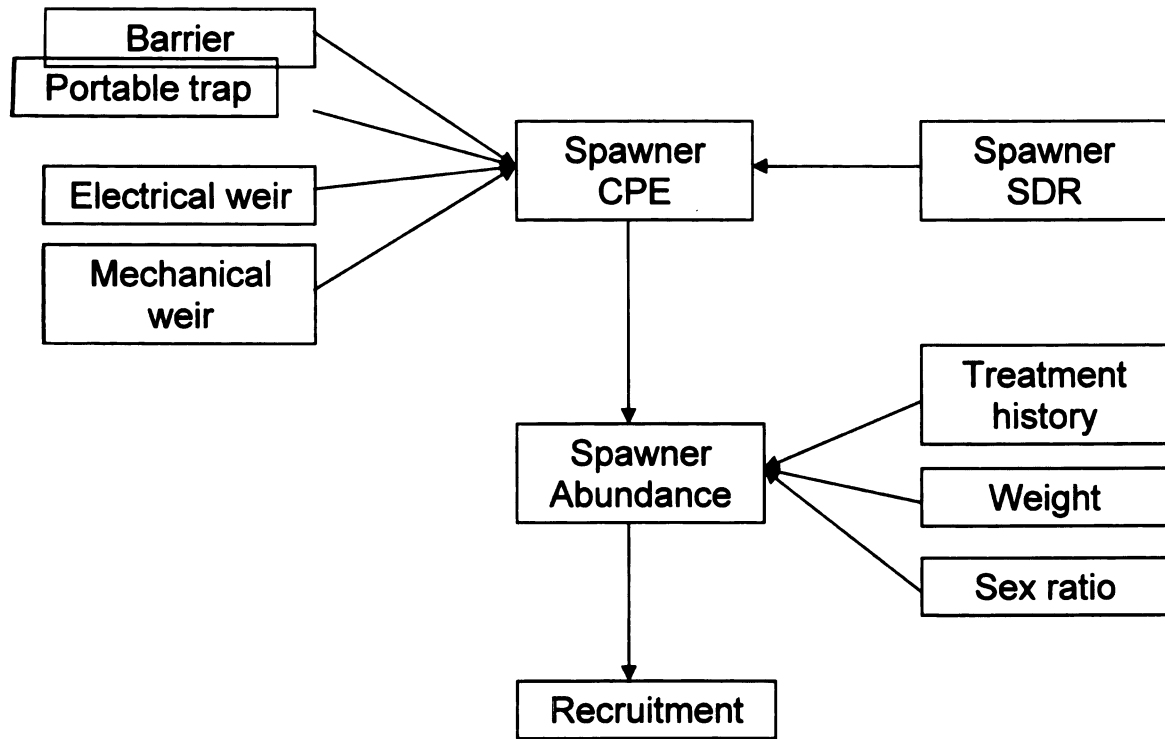 Barrier
Portable trap
Electrical weir
Mechanical
weir
Spawner
CPE
Spawner
SDR
Spawner
Abundance
Treatment
history
Weight
Sex ratio
Recruitment